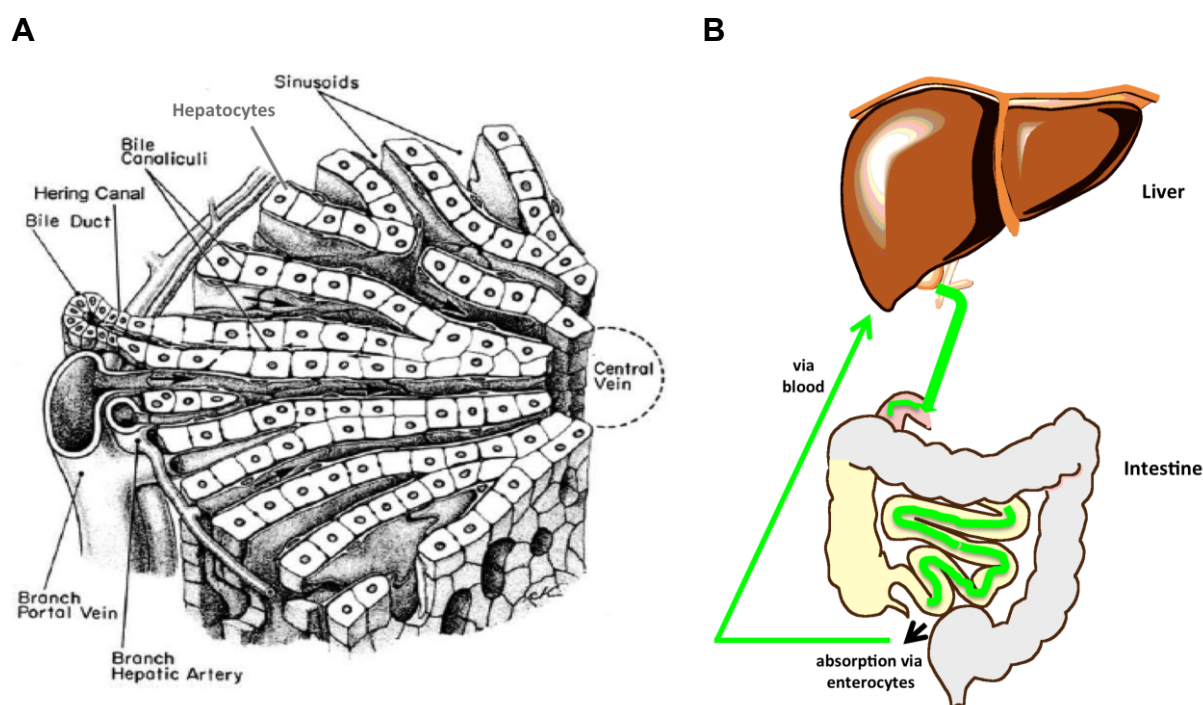 A
B
Sinusoids
Hepatocytes
Bile
Canaliculi
Hering Canal
Bile Duct
Central
Vein
Branch
Portal Vein
Branch
Hepatic Artery
Liver
via
blood
Intestine
absorption via
enterocytes